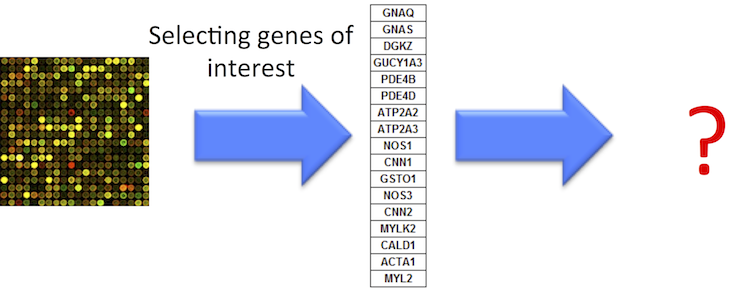 Selecting genes of
interest
GNAQ
GNAS
DGKZ
GUCY1A3
PDE4B
PDE4D
ATP2A2
ATP2A3
NOS1
CNN1
GSTO1
NOS3
CNN2
MYLK2
CALD1
ACTA1
MYL2
?